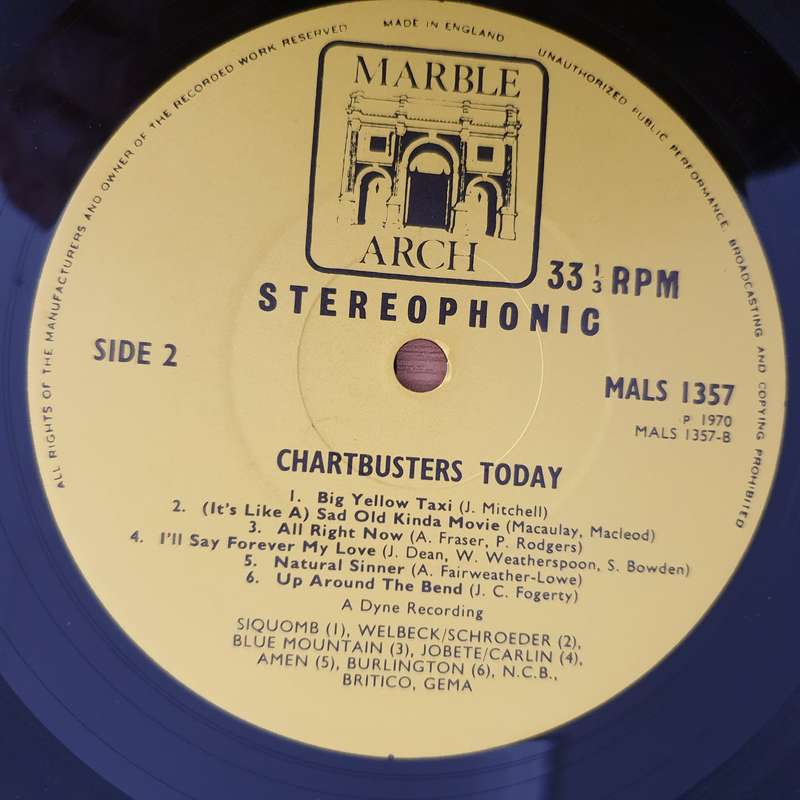 ALL RIGHTS OF THE MANUFACTURERS AND OWNER OF THE RECORDED WORK RESERVED
MADE IN ENGLAND
UNAUTHORIZED PUBLIC PERFORMANCE, BROADCASTING AND COPYING PROHIBITED
MARBLE
ARCH
33 1/3 RPM
STEREOPHONIC
SIDE 2
MALS 1357
P 1970
MALS 1357-B
CHARTBUSTERS TODAY
1. Big Yellow Taxi (J. Mitchell)
2. (It's Like A) Sad Old Kinda Movie (Macaulay, Macleod)
3. All Right Now (A. Fraser, P. Rodgers)
4. I'll Say Forever My Love (J. Dean, W. Weatherspoon, S. Bowden)
5. Natural Sinner (A. Fairweather-Lowe)
6. Up Around The Bend (J. C. Fogerty)
A Dyne Recording
SIQUOMB (1), WELBECK/SCHROEDER (2),
BLUE MOUNTAIN (3), JOBETE/CARLIN (4),
AMEN (5), BURLINGTON (6), N.C.B.,
BRITICO, GEMA